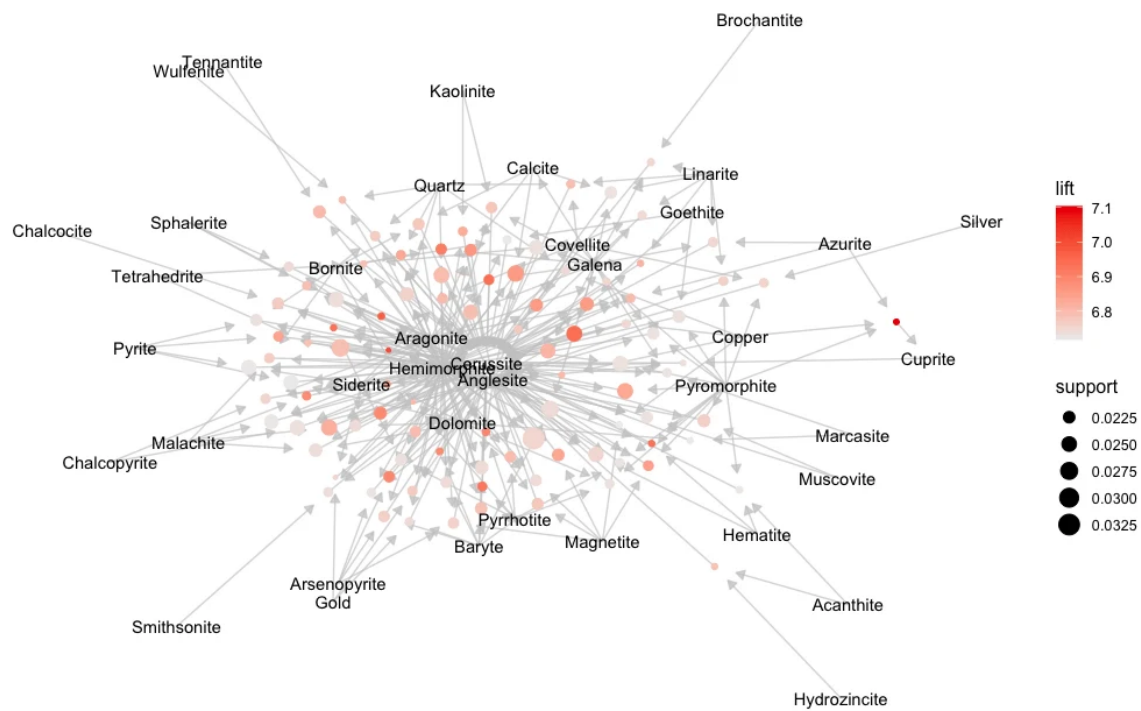 Brochantite
Tennantite
Wulfenite
Kaolinite
Calcite
Linarite
Quartz
lift
Goethite
7.1
Silver
Sphalerite
Chalcocite
Azurite
7.0
Covellite
Galena
Bornite
Tetrahedrite
6.9
6.8
Aragonite
Copper
Pyrite
Cuprite
Cerussite
Hemimorphite
Anglesite
Siderite
Pyromorphite
support
0.0225
Dolomite
Marcasite
Malachite
0.0250
Chalcopyrite
0.0275
Muscovite
0.0300
Pyrrhotite
0.0325
Hematite
Magnetite
Baryte
Arsenopyrite
Gold
Acanthite
Smithsonite
Hydrozincite